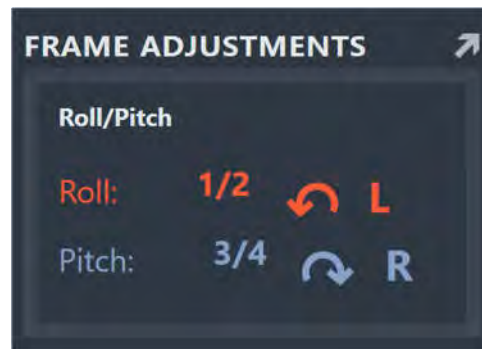 FRAME ADJUSTMENTS
Roll/Pitch
Roll: 1/2 L
Pitch: 3/4 R